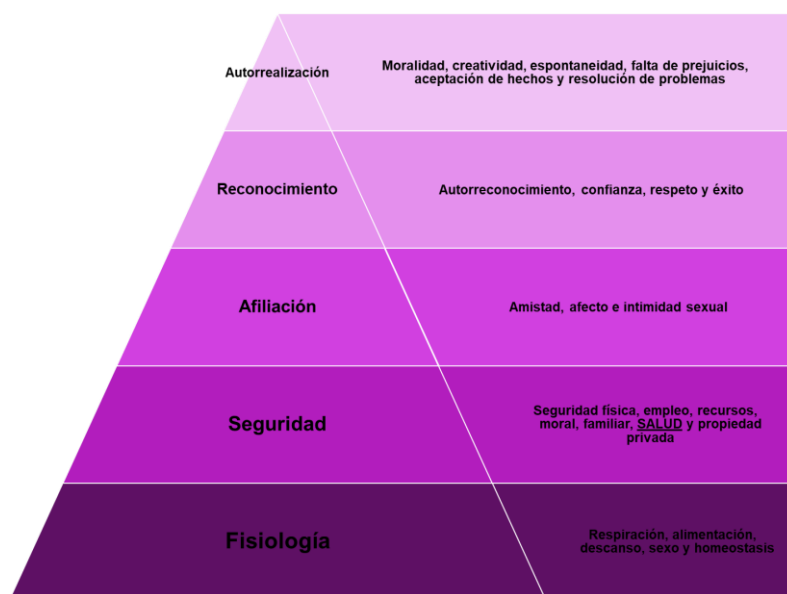 Autorrealización
Moralidad, creatividad, espontaneidad, falta de prejuicios,
aceptación de hechos y resolución de problemas
Reconocimiento
Autorreconocimiento, confianza, respeto y éxito
Afiliación
Amistad, afecto e intimidad sexual
Seguridad
Seguridad física, empleo, recursos,
moral, familiar, SALUD y propiedad
privada
Fisiología
Respiración, alimentación,
descanso, sexo y homeostasis